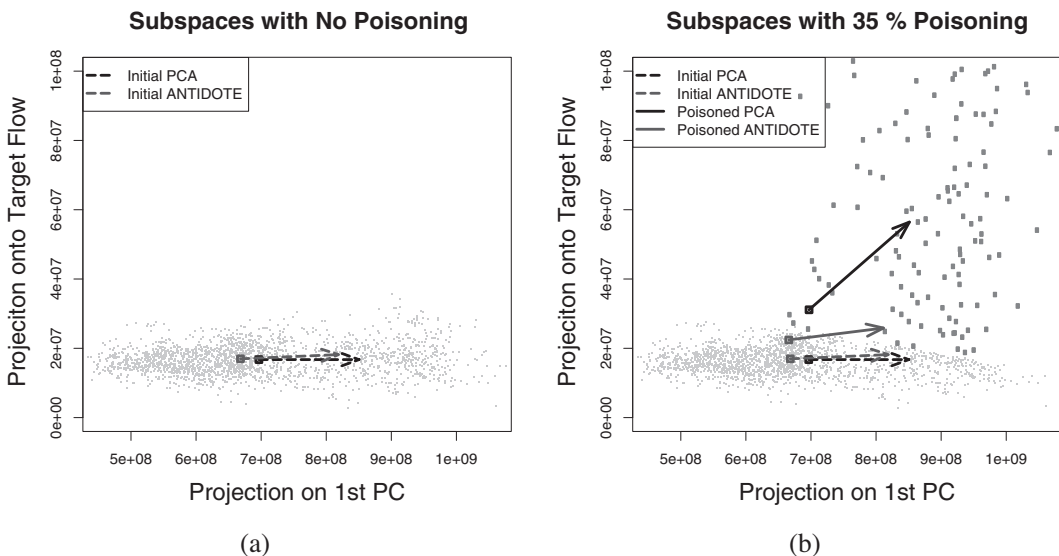 Subspaces with No Poisoning
Projeciton onto Target Flow
1e+08
8e+07
6e+07
4e+07
2e+07
0e+00
Initial PCA
Initial ANTIDOTE
5e+08 6e+08 7e+08 8e+08 9e+08 1e+09
Projection on 1st PC
(a)
Subspaces with 35 % Poisoning
Projeciton onto Target Flow
1e+08
8e+07
6e+07
4e+07
2e+07
0e+00
Initial PCA
Initial ANTIDOTE
Poisoned PCA
Poisoned ANTIDOTE
5e+08 6e+08 7e+08 8e+08 9e+08 1e+09
Projection on 1st PC
(b)